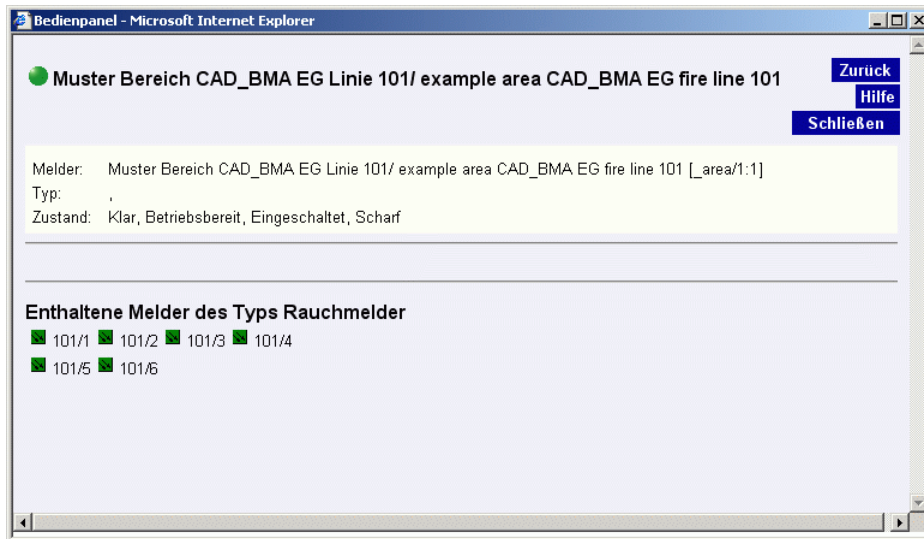 Bedienpanel - Microsoft Internet Explorer
Muster Bereich CAD_BMA EG Linie 101/ example area CAD_BMA EG fire line 101
Zurück
Hilfe
Schließen
Melder: Muster Bereich CAD_BMA EG Linie 101/ example area CAD_BMA EG fire line 101 [_area/1:1]
Typ: ,
Zustand: Klar, Betriebsbereit, Eingeschaltet, Scharf
Enthaltene Melder des Typs Rauchmelder
101/1 101/2 101/3 101/4
101/5 101/6